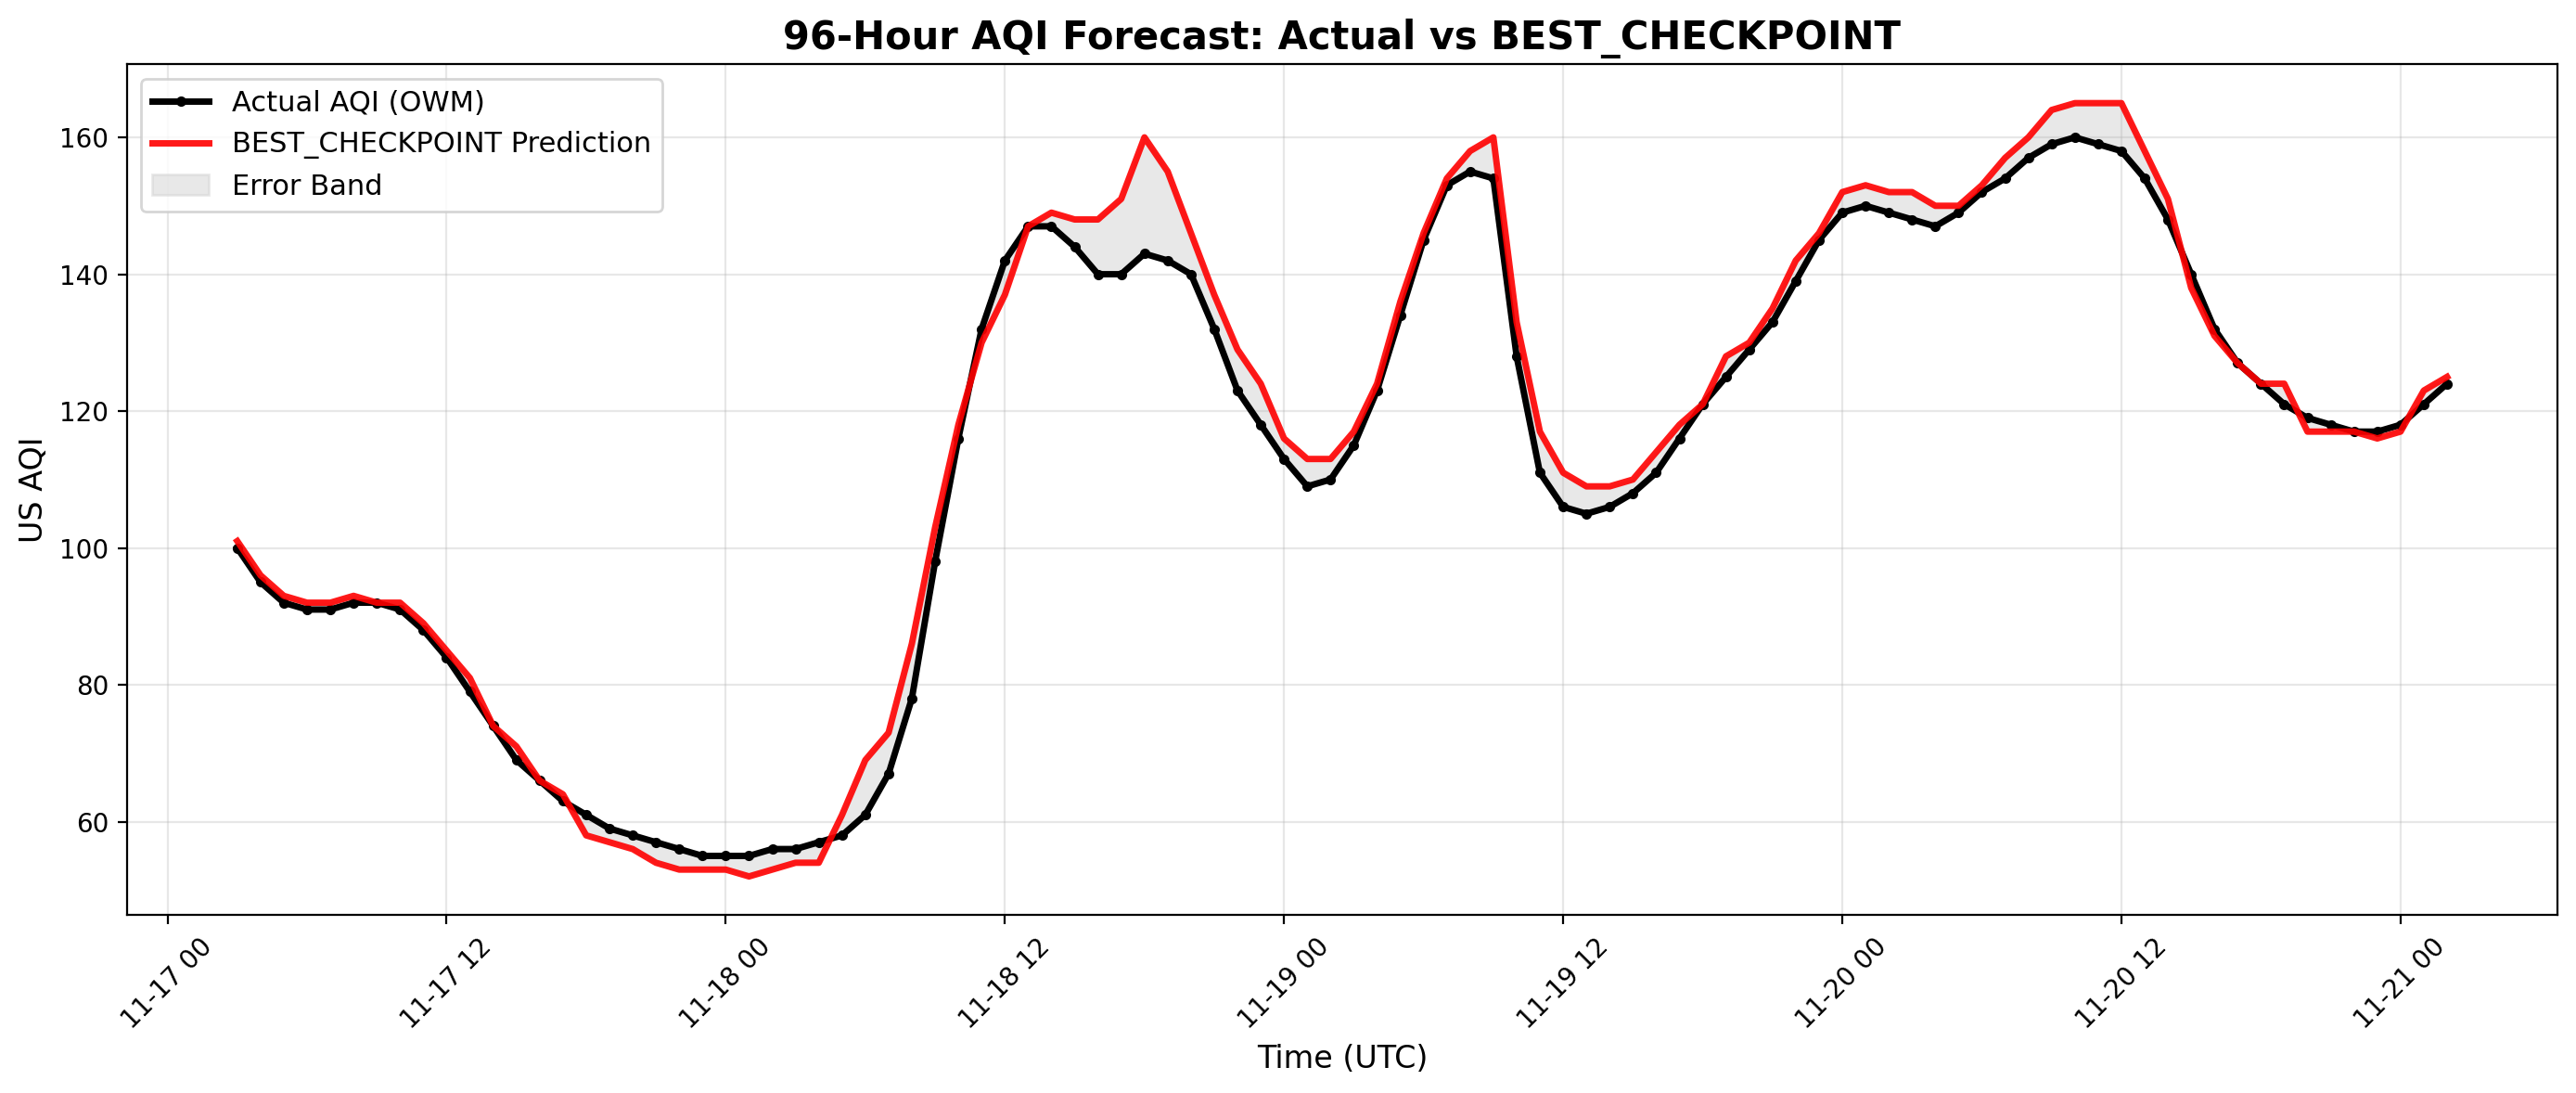 96-Hour AQI Forecast: Actual vs BEST_CHECKPOINT
Actual AQI (OWM)
BEST_CHECKPOINT Prediction
Error Band
US AQI
160
140
120
100
80
60
11-17 00
11-17 12
11-18 00
11-18 12
11-19 00
11-19 12
11-20 00
11-20 12
11-21 00
Time (UTC)